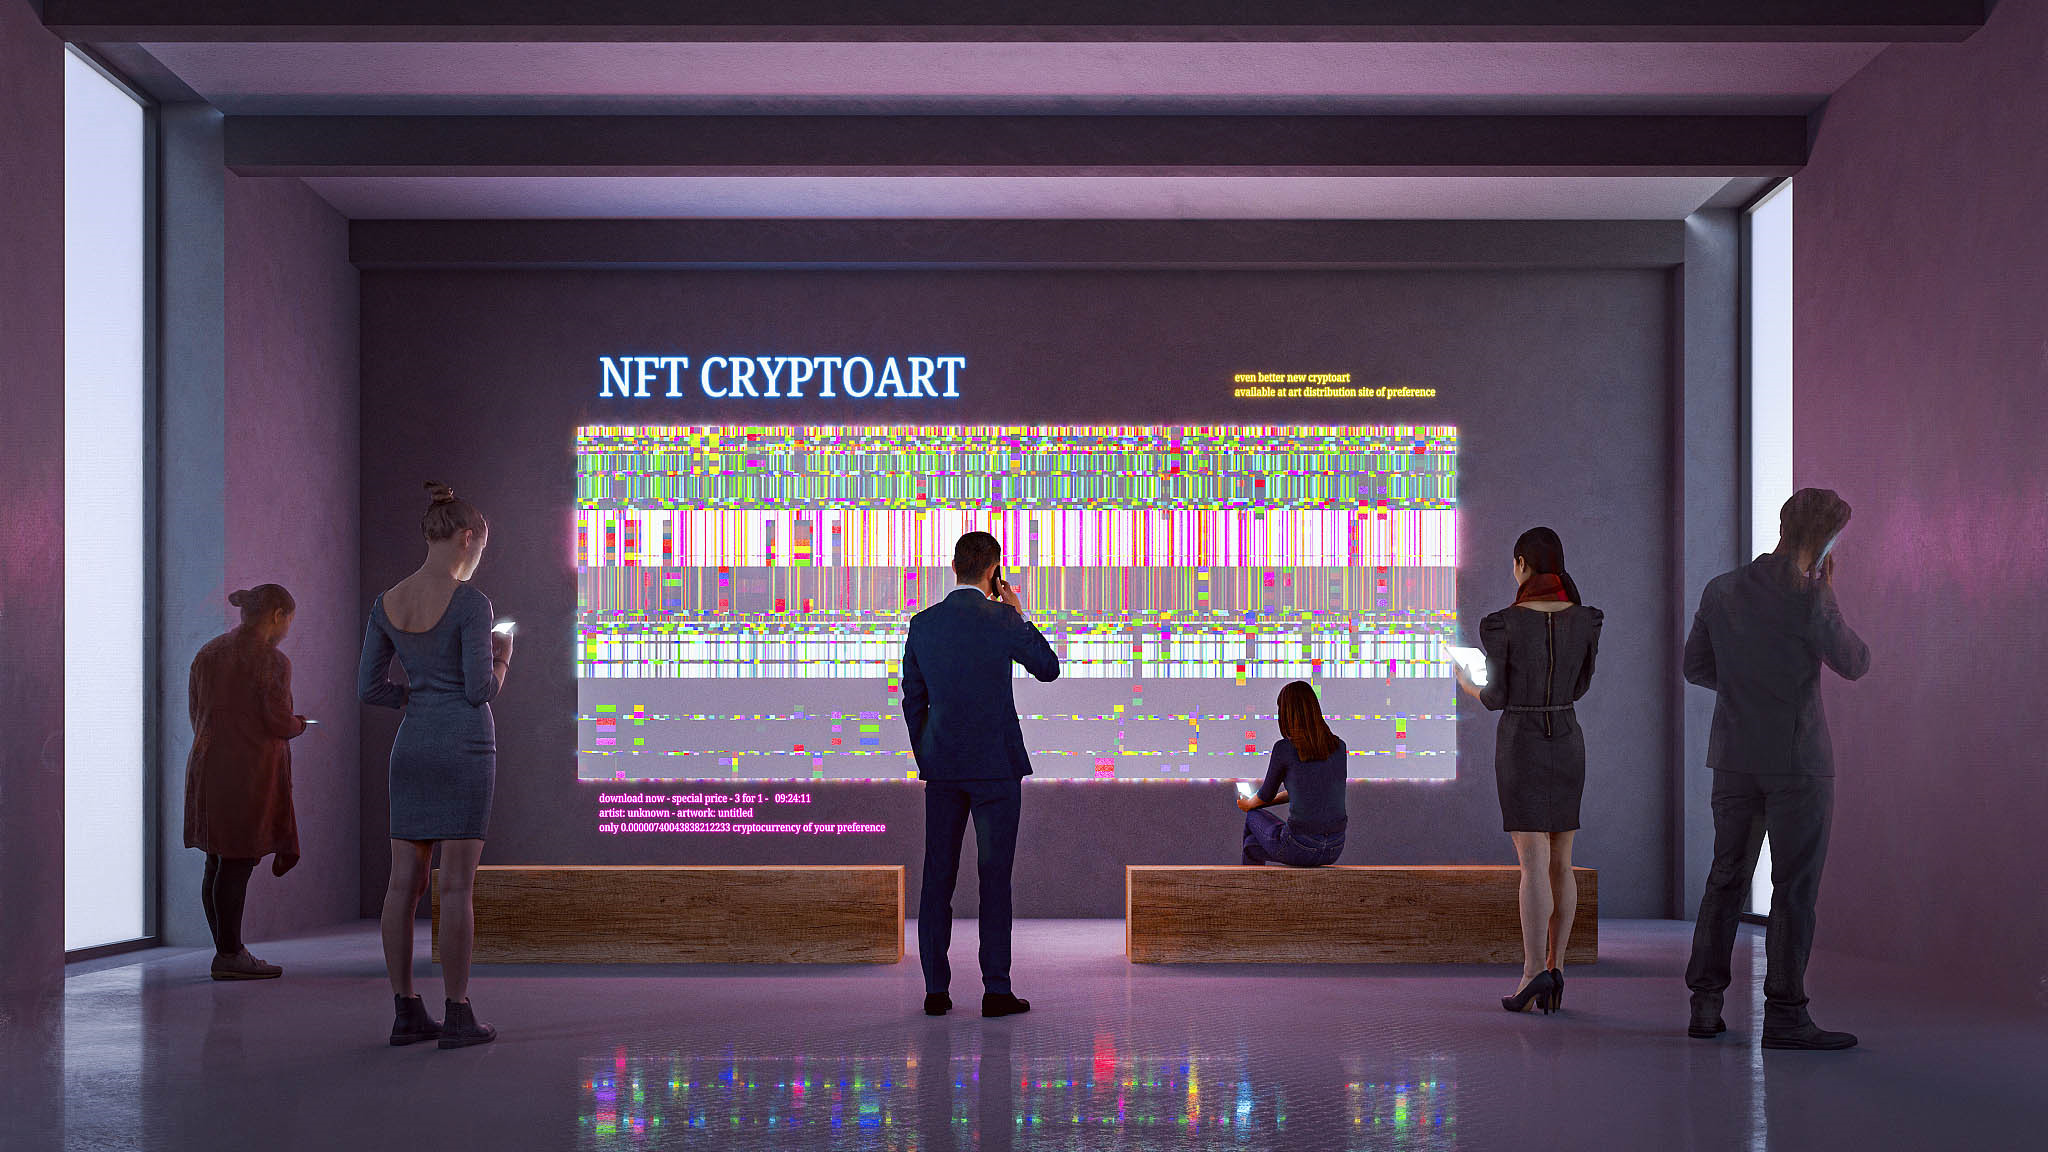 NFT CRYPTOART
even better new cryptoart
available at art distribution site of preference
download now - special price - 3 for 1 - 09:24:11
artist: unknown - artwork: untitled
only 0.00000740043838212233 cryptocurrency of your preference